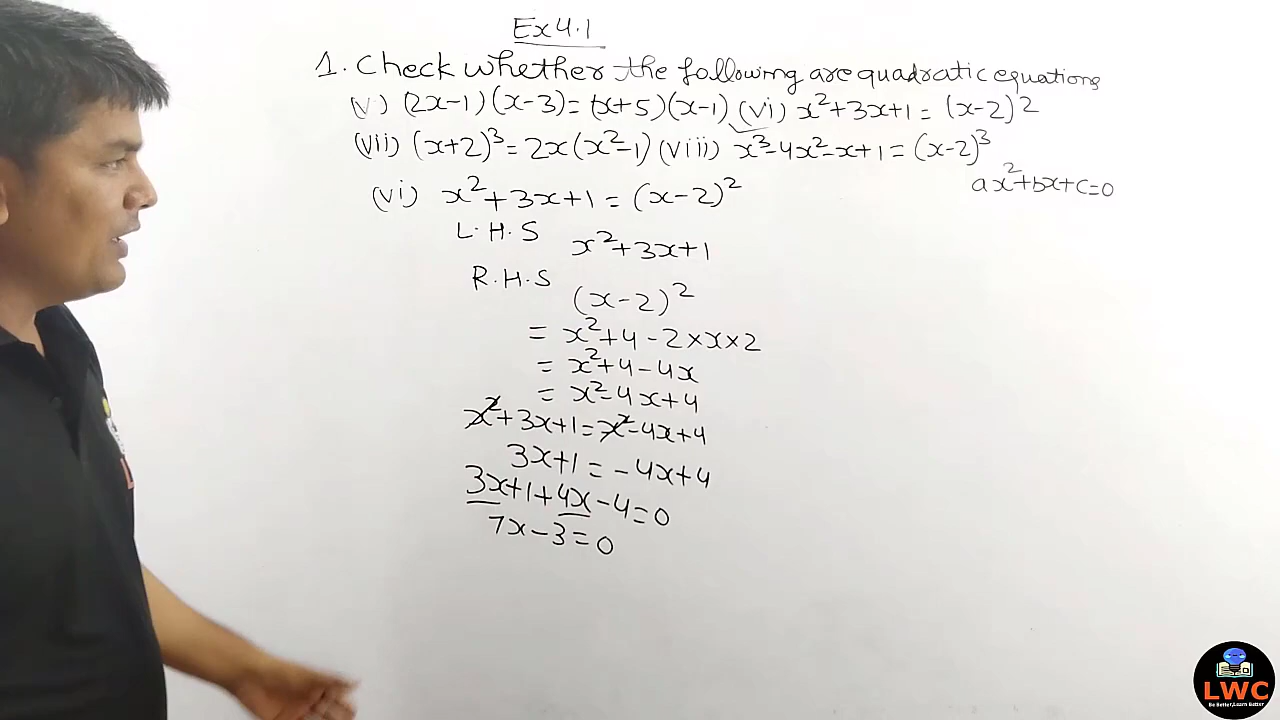 Ex 4.1
1. Check whether the following are quadratic equations
(v) (2x-1)(x-3)=(x+5)(x-1) (vi) x²+3x+1=(x-2)²
(vii) (x+2)³=2x(x²-1) (viii) x³-4x²-x+1=(x-2)³
ax²+bx+c=0
(vi) x²+3x+1=(x-2)²
L.H.S x²+3x+1
R.H.S
(x-2)²
= x²+4-2×x×2
= x²+4-4x
= x²-4x+4
x²+3x+1=x²-4x+4
3x+1=-4x+4
3x+1+4x-4=0
7x-3=0
LWC
Be Better,Learn Better